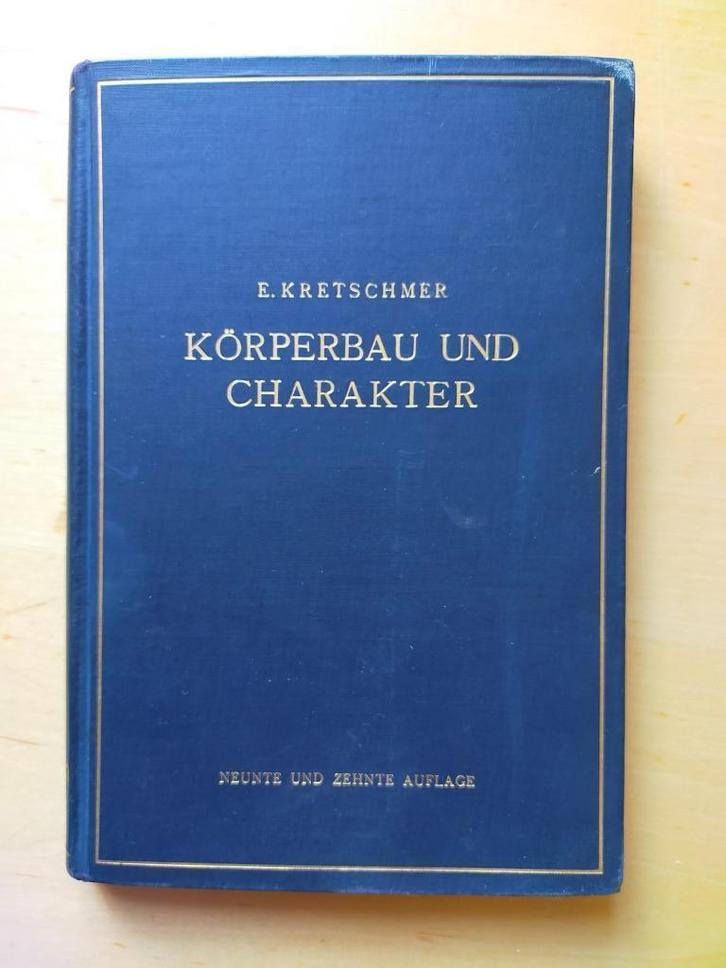 E. KRETSCHMER
KÖRPERBAU UND
CHARAKTER
NEUNTE UND ZEHNTE AUFLAGE